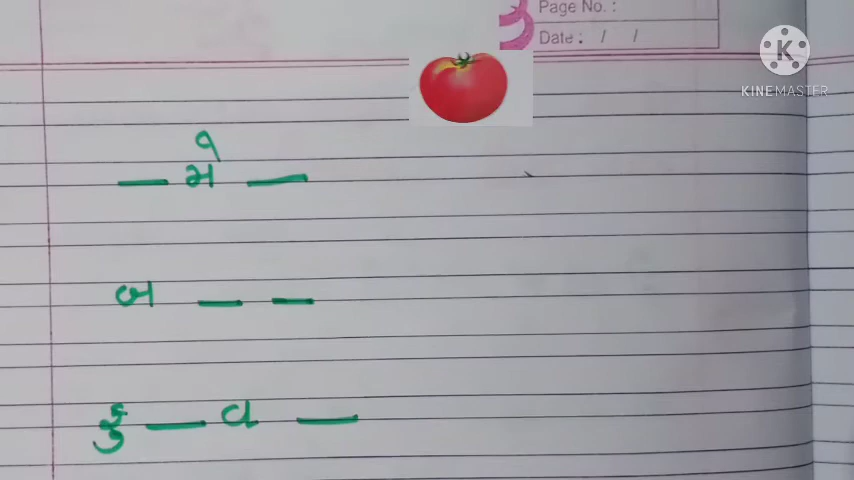 Page No. :
Date : / /
KINEMASTER
_ મે _
બ _ _
ફુ _ વ _